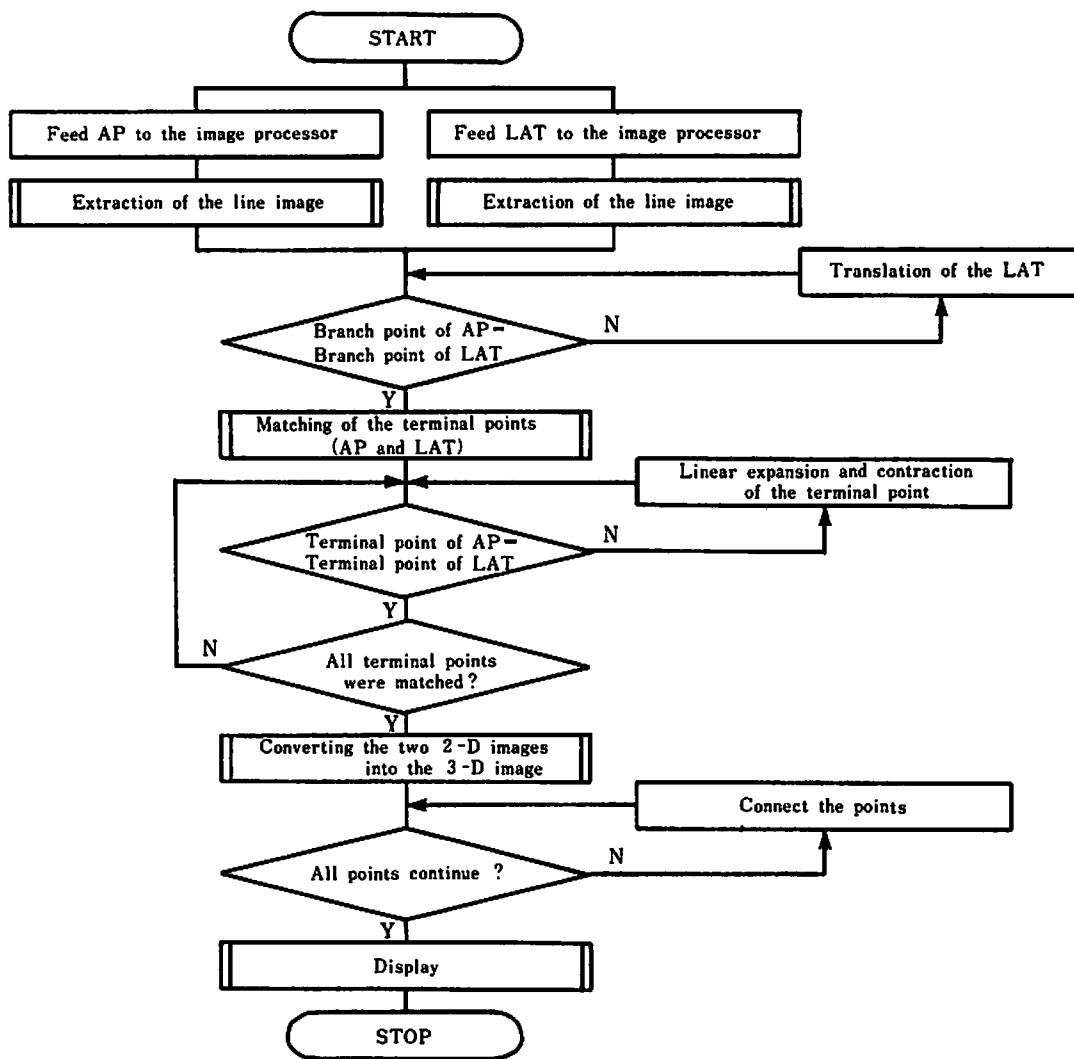 START
Feed AP to the image processor
Feed LAT to the image processor
Extraction of the line image
Extraction of the line image
Translation of the LAT
Branch point of AP=
Branch point of LAT
N
Y
Matching of the terminal points
(AP and LAT)
Linear expansion and contraction
of the terminal point
Terminal point of AP=
Terminal point of LAT
N
Y
N
All terminal points
were matched?
Y
Converting the two 2-D images
into the 3-D image
Connect the points
All points continue ?
N
Y
Display
STOP